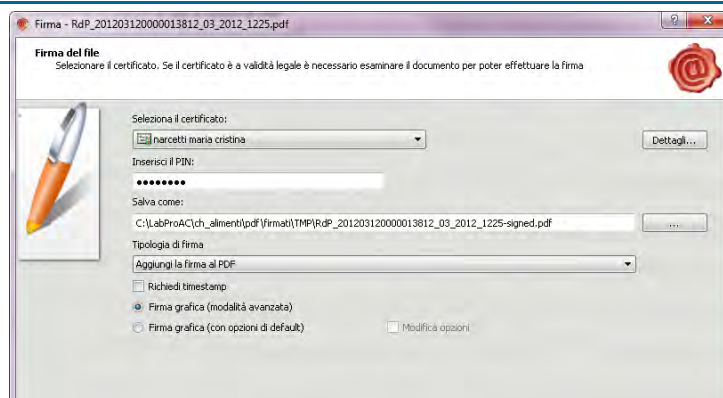 Firma - RdP_201203120000013812_03_2012_1225.pdf
Firma del file
Selezionare il certificato. Se il certificato è a validità legale è necessario esaminare il documento per poter effettuare la firma
Seleziona il certificato:
narcetti maria cristina
Dettagli...
Inserisci il PIN:
●●●●●●●●
Salva come:
C:\LabProAC\ch_alimenti\pdf\firmati\TMP\RdP_201203120000013812_03_2012_1225-signed.pdf
...
Tipologia di firma
Aggiungi la firma al PDF
Richiedi timestamp
Firma grafica (modalità avanzata)
Firma grafica (con opzioni di default)
Modifica opzioni